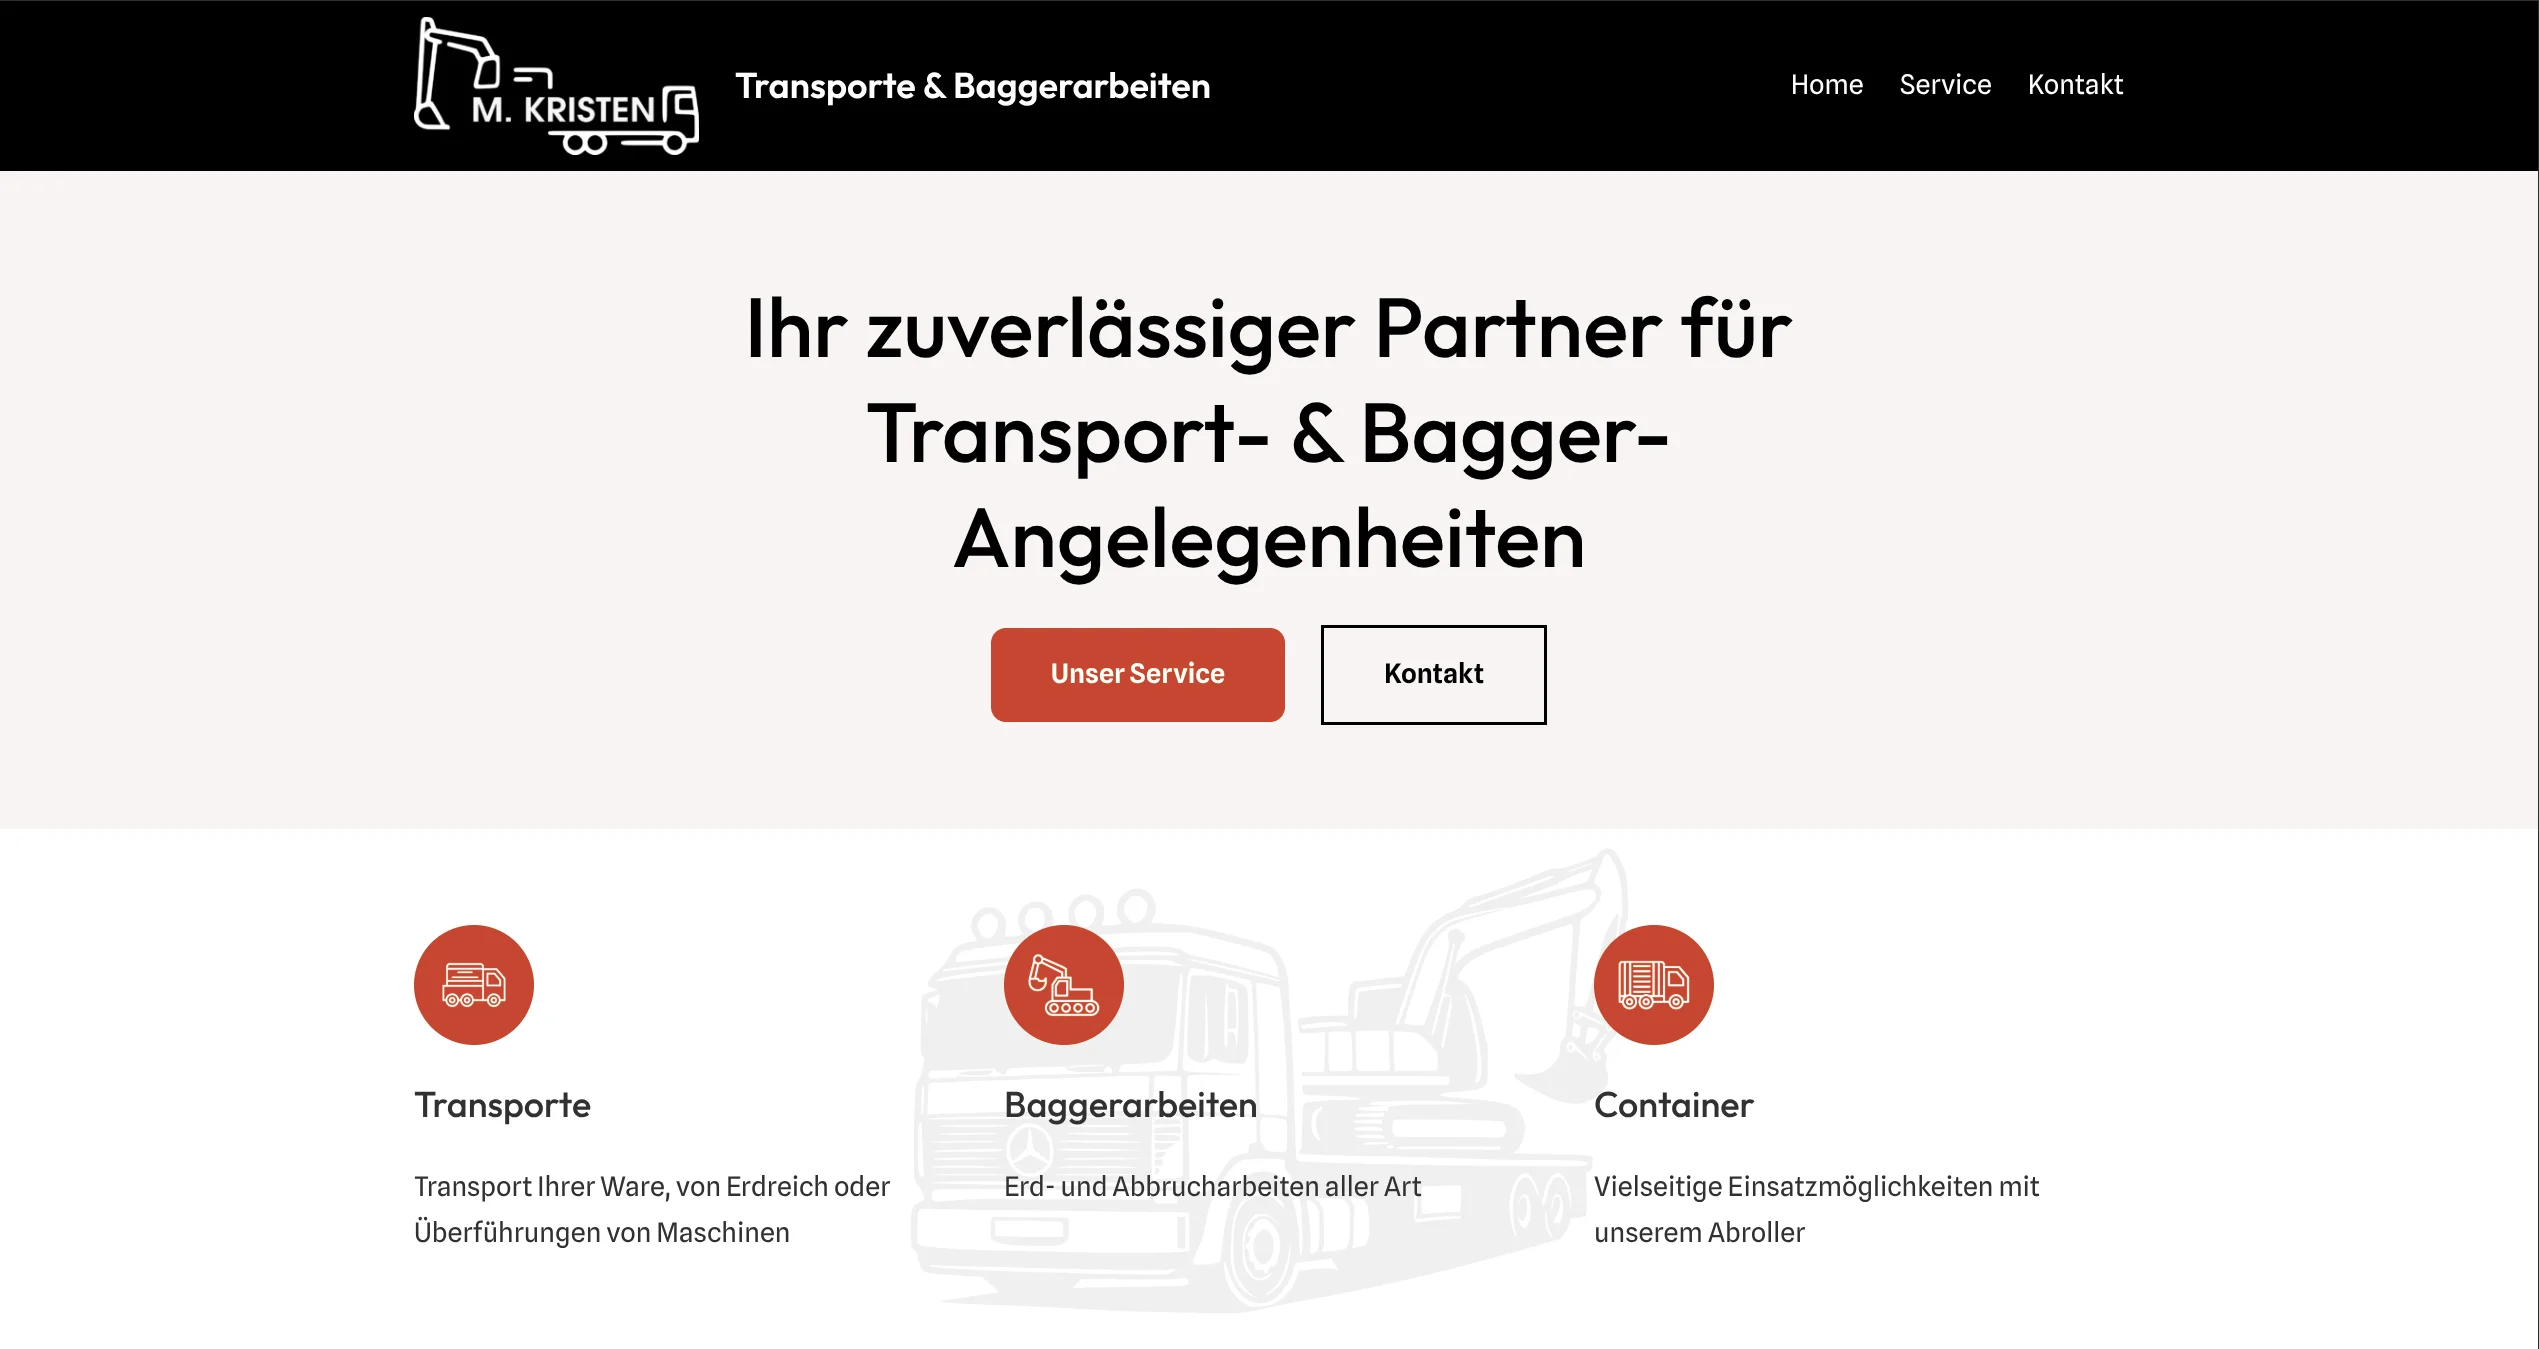 M. KRISTEN
Transporte & Baggerarbeiten
Home
Service
Kontakt
Ihr zuverlässiger Partner für
Transport- & Bagger-
Angelegenheiten
Unser Service
Kontakt
Transporte
Transport Ihrer Ware, von Erdreich oder
Überführungen von Maschinen
Baggerarbeiten
Erd- und Abbrucharbeiten aller Art
Container
Vielseitige Einsatzmöglichkeiten mit
unserem Abroller